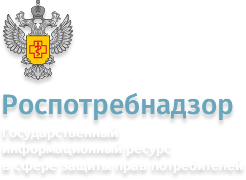 Роспотребнадзор
Государственный
информационный ресурс
в сфере защиты прав потребителей